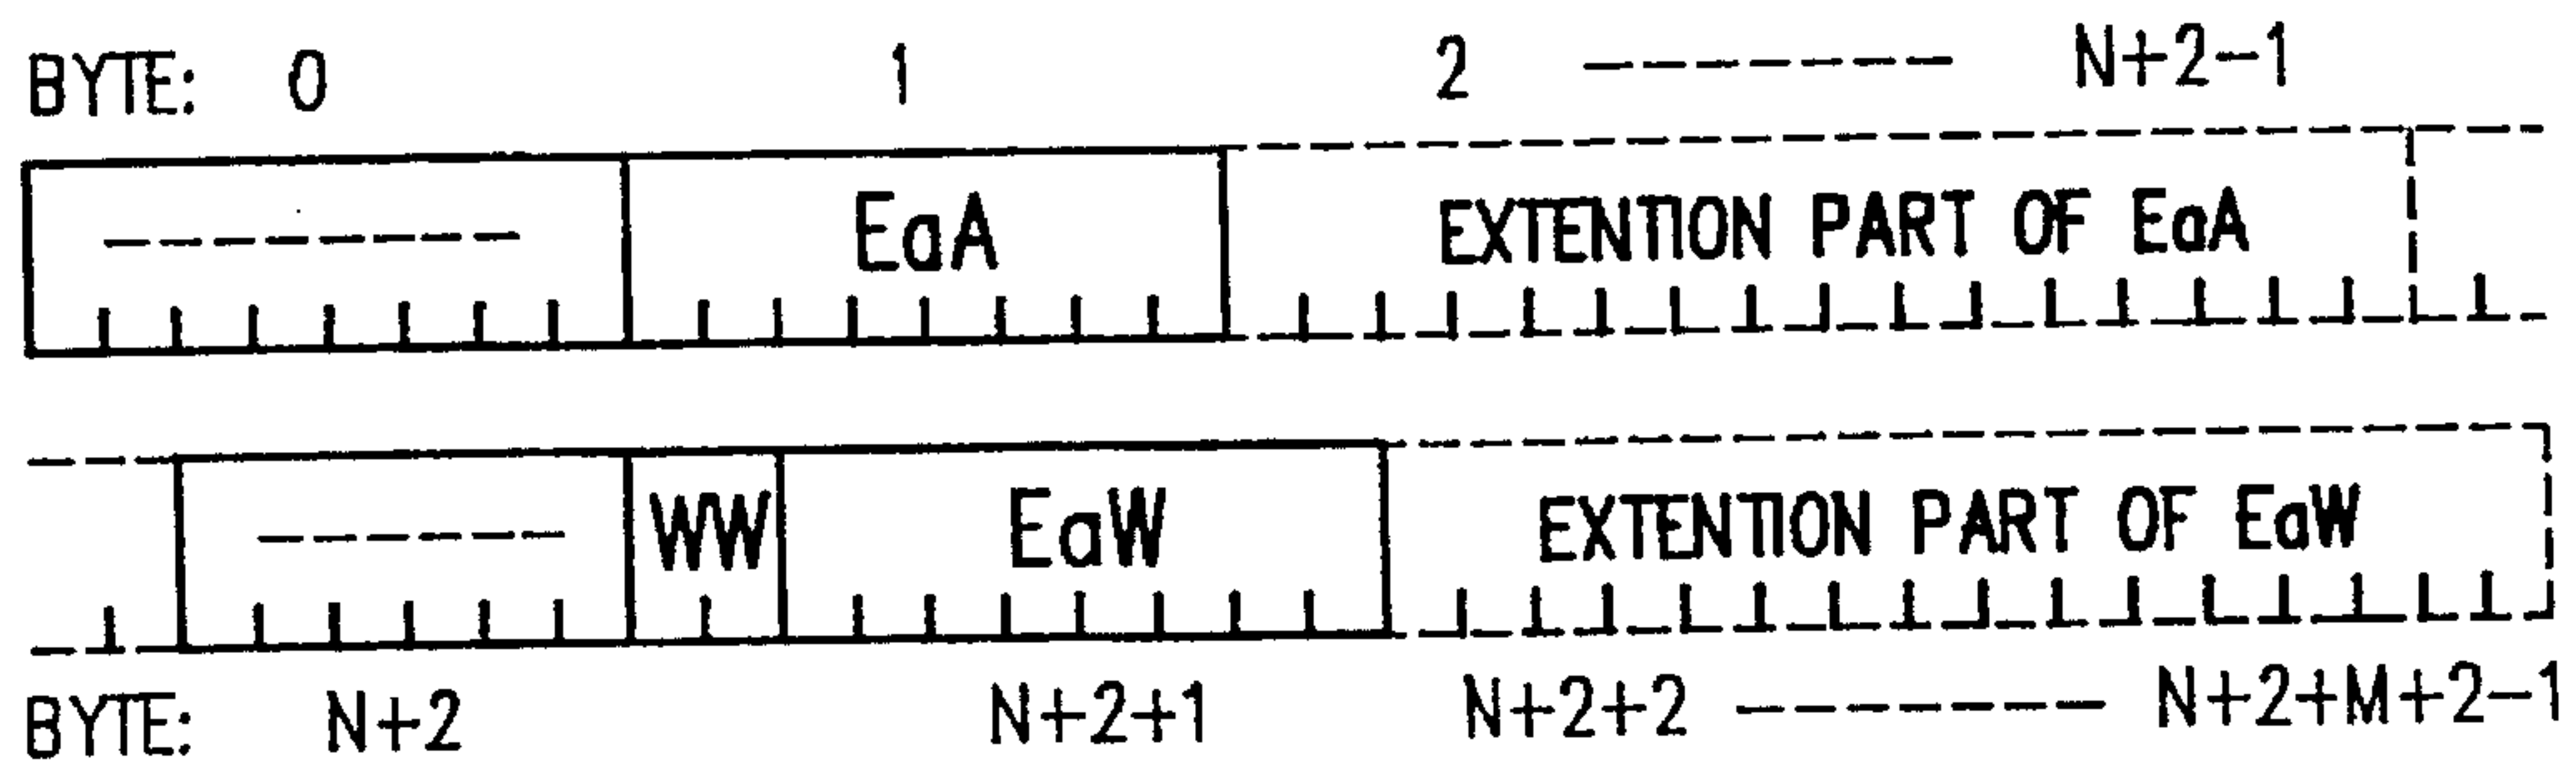 BYTE: 0 1 2 --------- N+2-1
--------- EaA EXTENTION PART OF EaA
------ WW EaW EXTENTION PART OF EaW
BYTE: N+2 N+2+1 N+2+2 --------- N+2+M+2-1